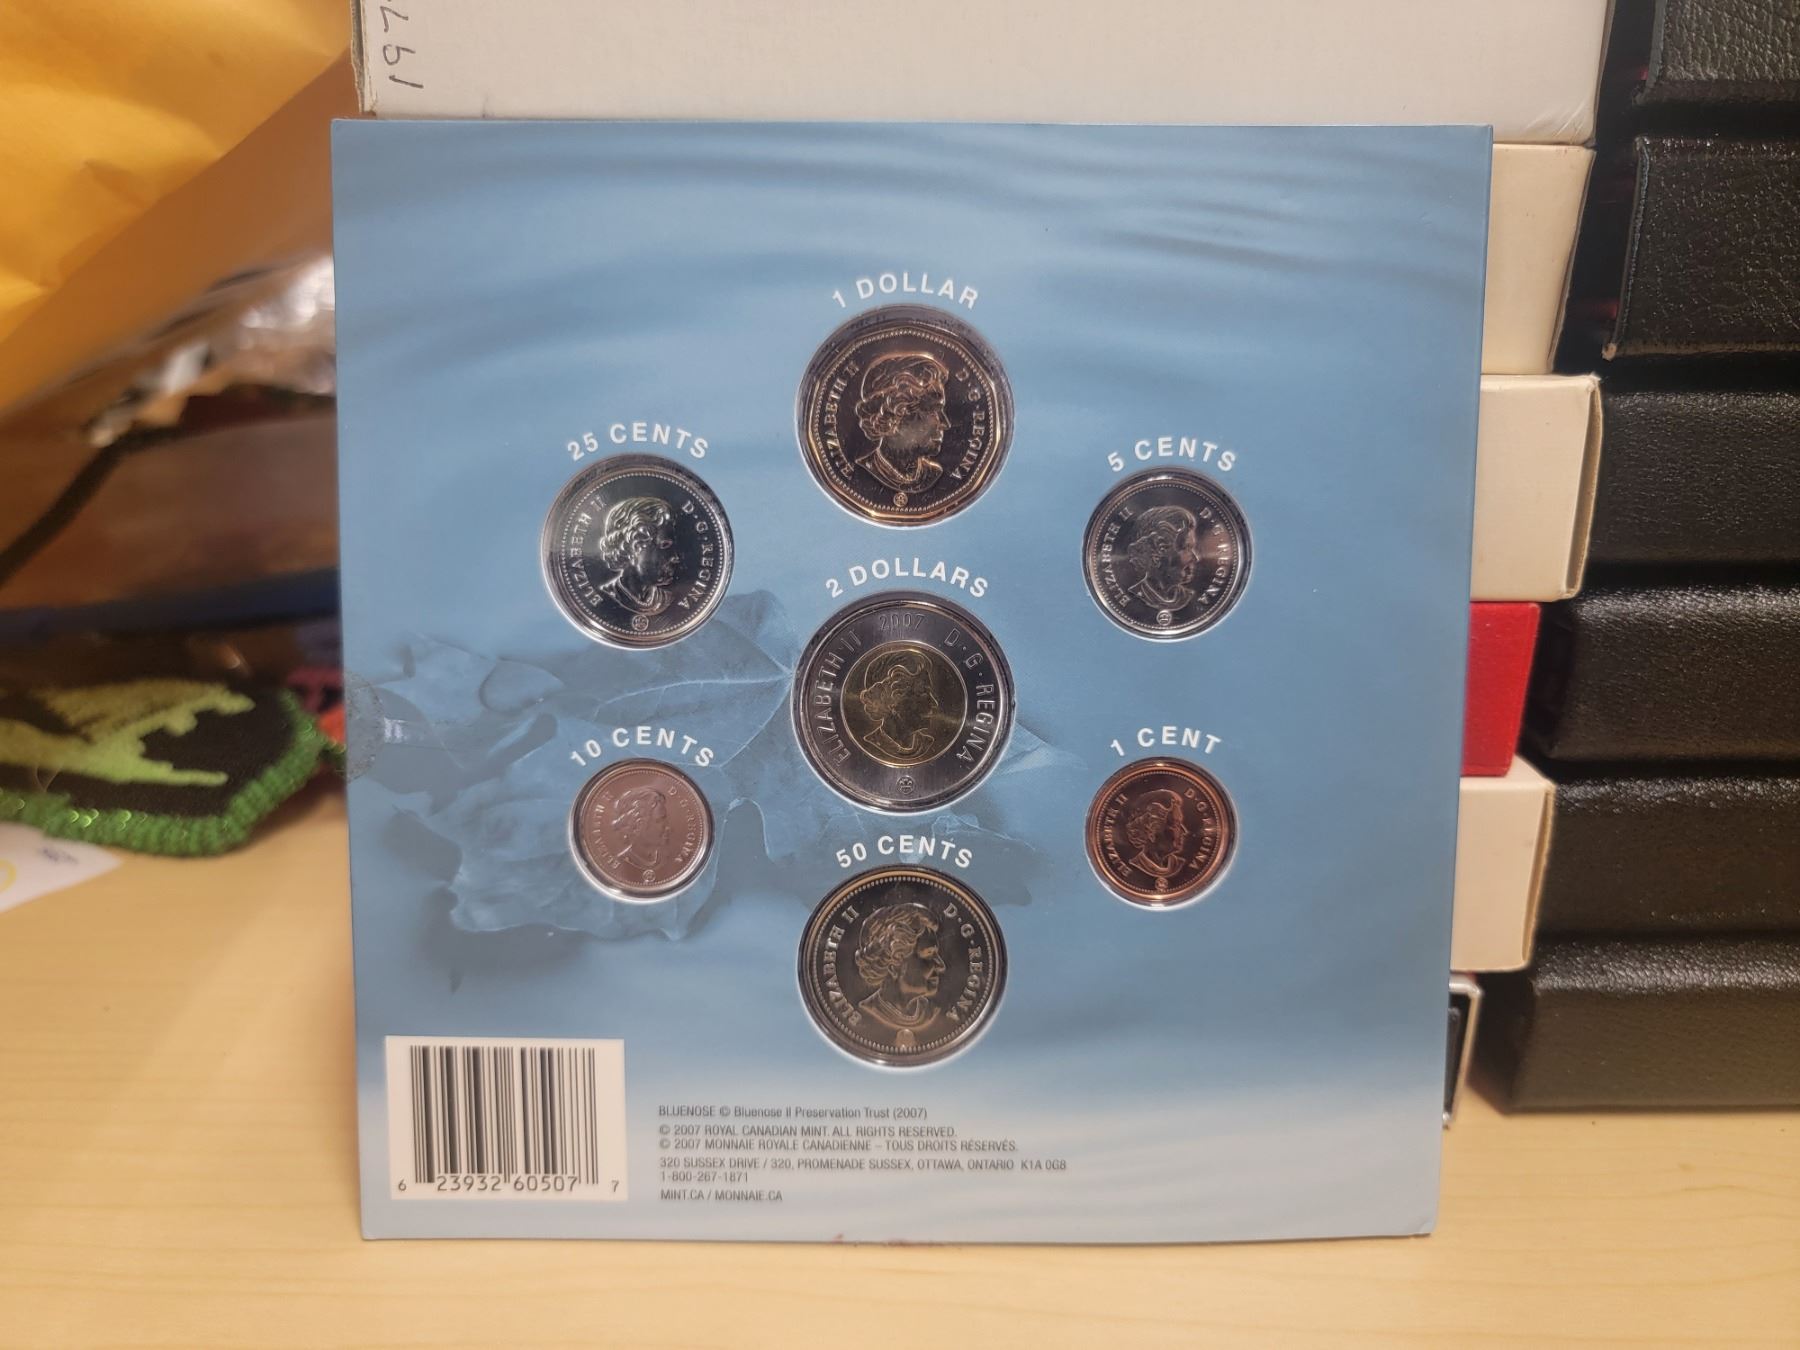 1972
1 DOLLAR
ELIZABETH II D·G·REGINA
25 CENTS
ELIZABETH II D·G·REGINA
5 CENTS
ELIZABETH II D·G·REGINA
2 DOLLARS
ELIZABETH·II 2007 D·G·REGINA
10 CENTS
ELIZABETH II D·G·REGINA
1 CENT
ELIZABETH II D·G·REGINA
50 CENTS
ELIZABETH II D·G·REGINA
6 23932 60507 7
BLUENOSE © Bluenose II Preservation Trust (2007)
© 2007 ROYAL CANADIAN MINT. ALL RIGHTS RESERVED.
© 2007 MONNAIE ROYALE CANADIENNE – TOUS DROITS RÉSERVÉS.
320 SUSSEX DRIVE / 320, PROMENADE SUSSEX, OTTAWA, ONTARIO K1A 0G8
1-800-267-1871
MINT.CA / MONNAIE.CA